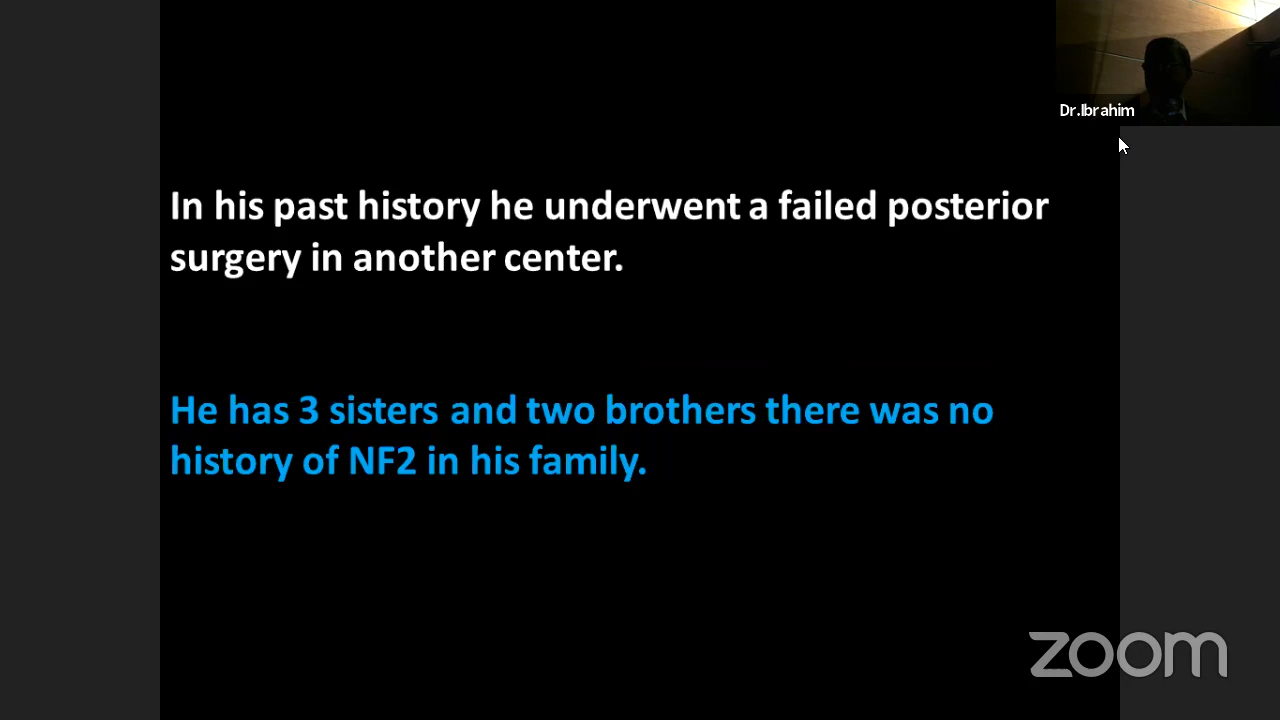 Dr.Ibrahim
In his past history he underwent a failed posterior
surgery in another center.
He has 3 sisters and two brothers there was no
history of NF2 in his family.
zoom